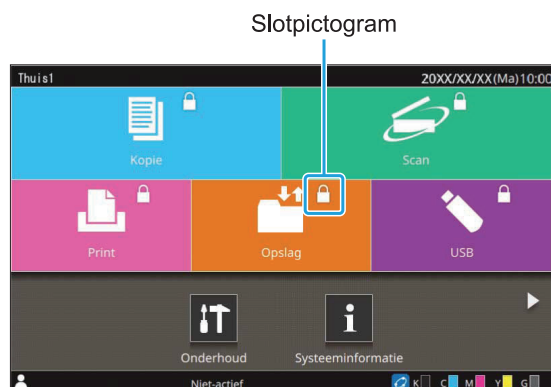 Slotpictogram
Thuis1 20XX/XX/XX(Ma)10:00
Kopie Scan
Print Opslag USB
Onderhoud Systeeminformatie
Niet-actief K C M Y G